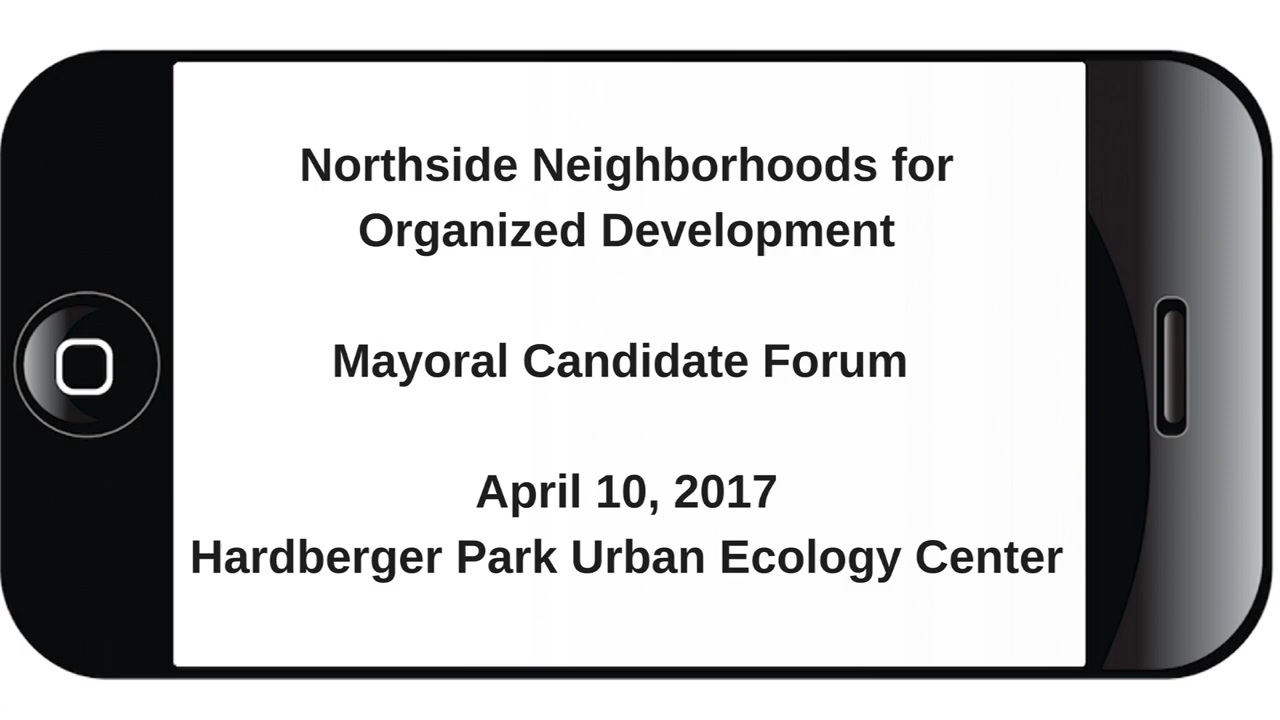 Northside Neighborhoods for
Organized Development
Mayoral Candidate Forum
April 10, 2017
Hardberger Park Urban Ecology Center